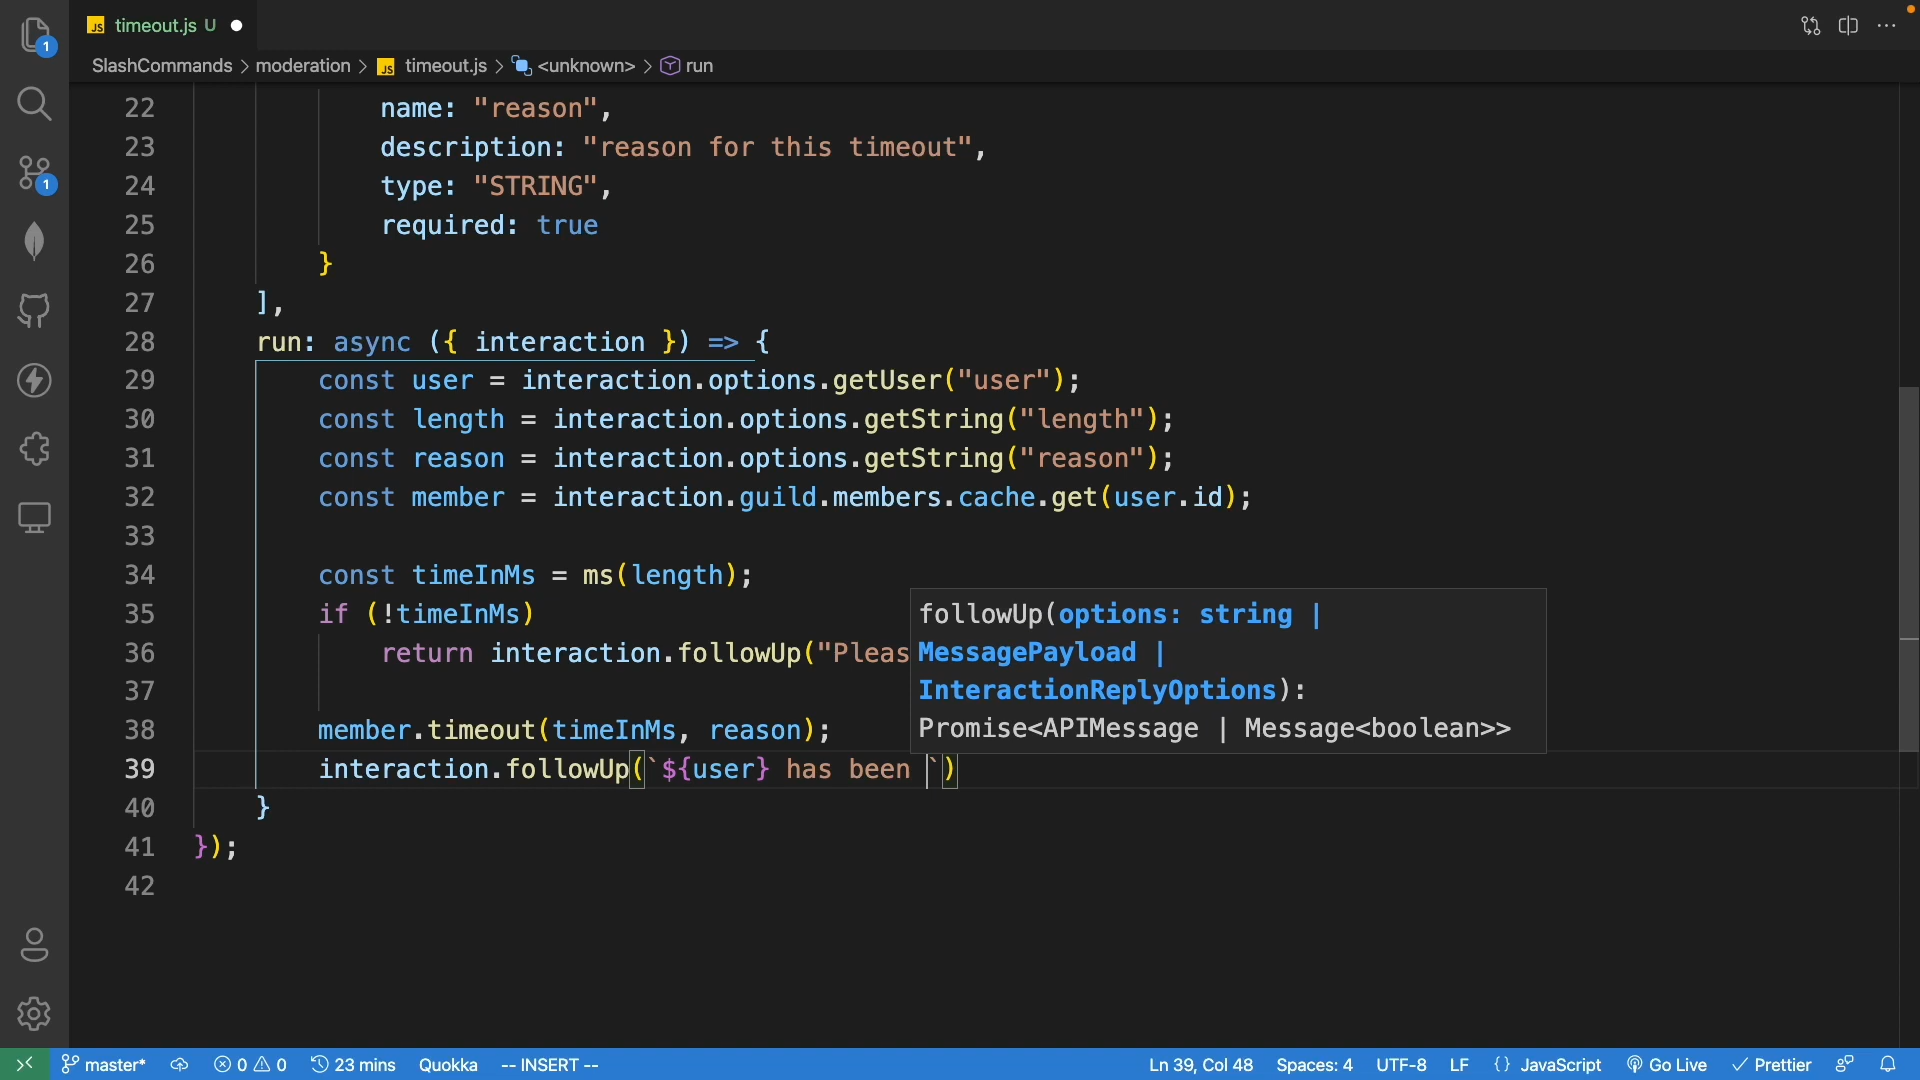 1
JS timeout.js U
SlashCommands > moderation > JS timeout.js > <unknown> > run
1
22 name: "reason",
23 description: "reason for this timeout",
24 type: "STRING",
25 required: true
26 }
27 ],
28 run: async ({ interaction }) => {
29 const user = interaction.options.getUser("user");
30 const length = interaction.options.getString("length");
31 const reason = interaction.options.getString("reason");
32 const member = interaction.guild.members.cache.get(user.id);
33
34 const timeInMs = ms(length);
35 if (!timeInMs)
36 return interaction.followUp("Pleas
37
followUp(options: string |
MessagePayload |
InteractionReplyOptions):
Promise<APIMessage | Message<boolean>>
38 member.timeout(timeInMs, reason);
39 interaction.followUp(`${user} has been `)
40 }
41 });
42
master* 0 0 23 mins Quokka -- INSERT -- Ln 39, Col 48 Spaces: 4 UTF-8 LF {} JavaScript Go Live Prettier